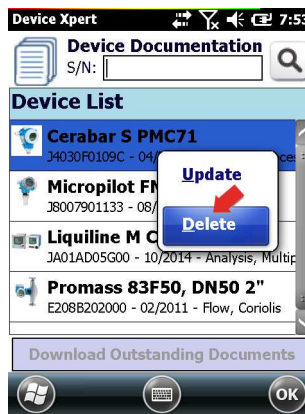 Device Xpert 7:53
Device Documentation
S/N:
Device List
Cerabar S PMC71
J4030F0109C - 04/
Update
Micropilot FM
J8007901133 - 08/
Delete
Liquiline M C
JA01AD05G00 - 10/2014 - Analysis, Multip
Promass 83F50, DN50 2"
E208B202000 - 02/2011 - Flow, Coriolis
Download Outstanding Documents
OK